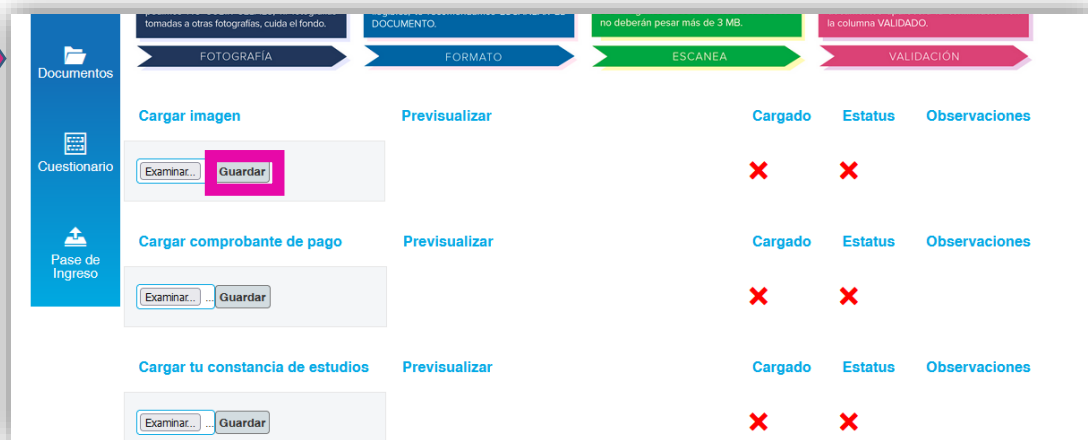 tomadas a otras fotografías, cuida el fondo.
DOCUMENTO.
no deberán pesar más de 3 MB.
la columna VALIDADO.
FOTOGRAFÍA
FORMATO
ESCANEA
VALIDACIÓN
Documentos
Cuestionario
Pase de
Ingreso
Cargar imagen
Previsualizar
Cargado
Estatus
Observaciones
Examinar...
Guardar
Cargar comprobante de pago
Previsualizar
Cargado
Estatus
Observaciones
Examinar...
...
Guardar
Cargar tu constancia de estudios
Previsualizar
Cargado
Estatus
Observaciones
Examinar...
...
Guardar